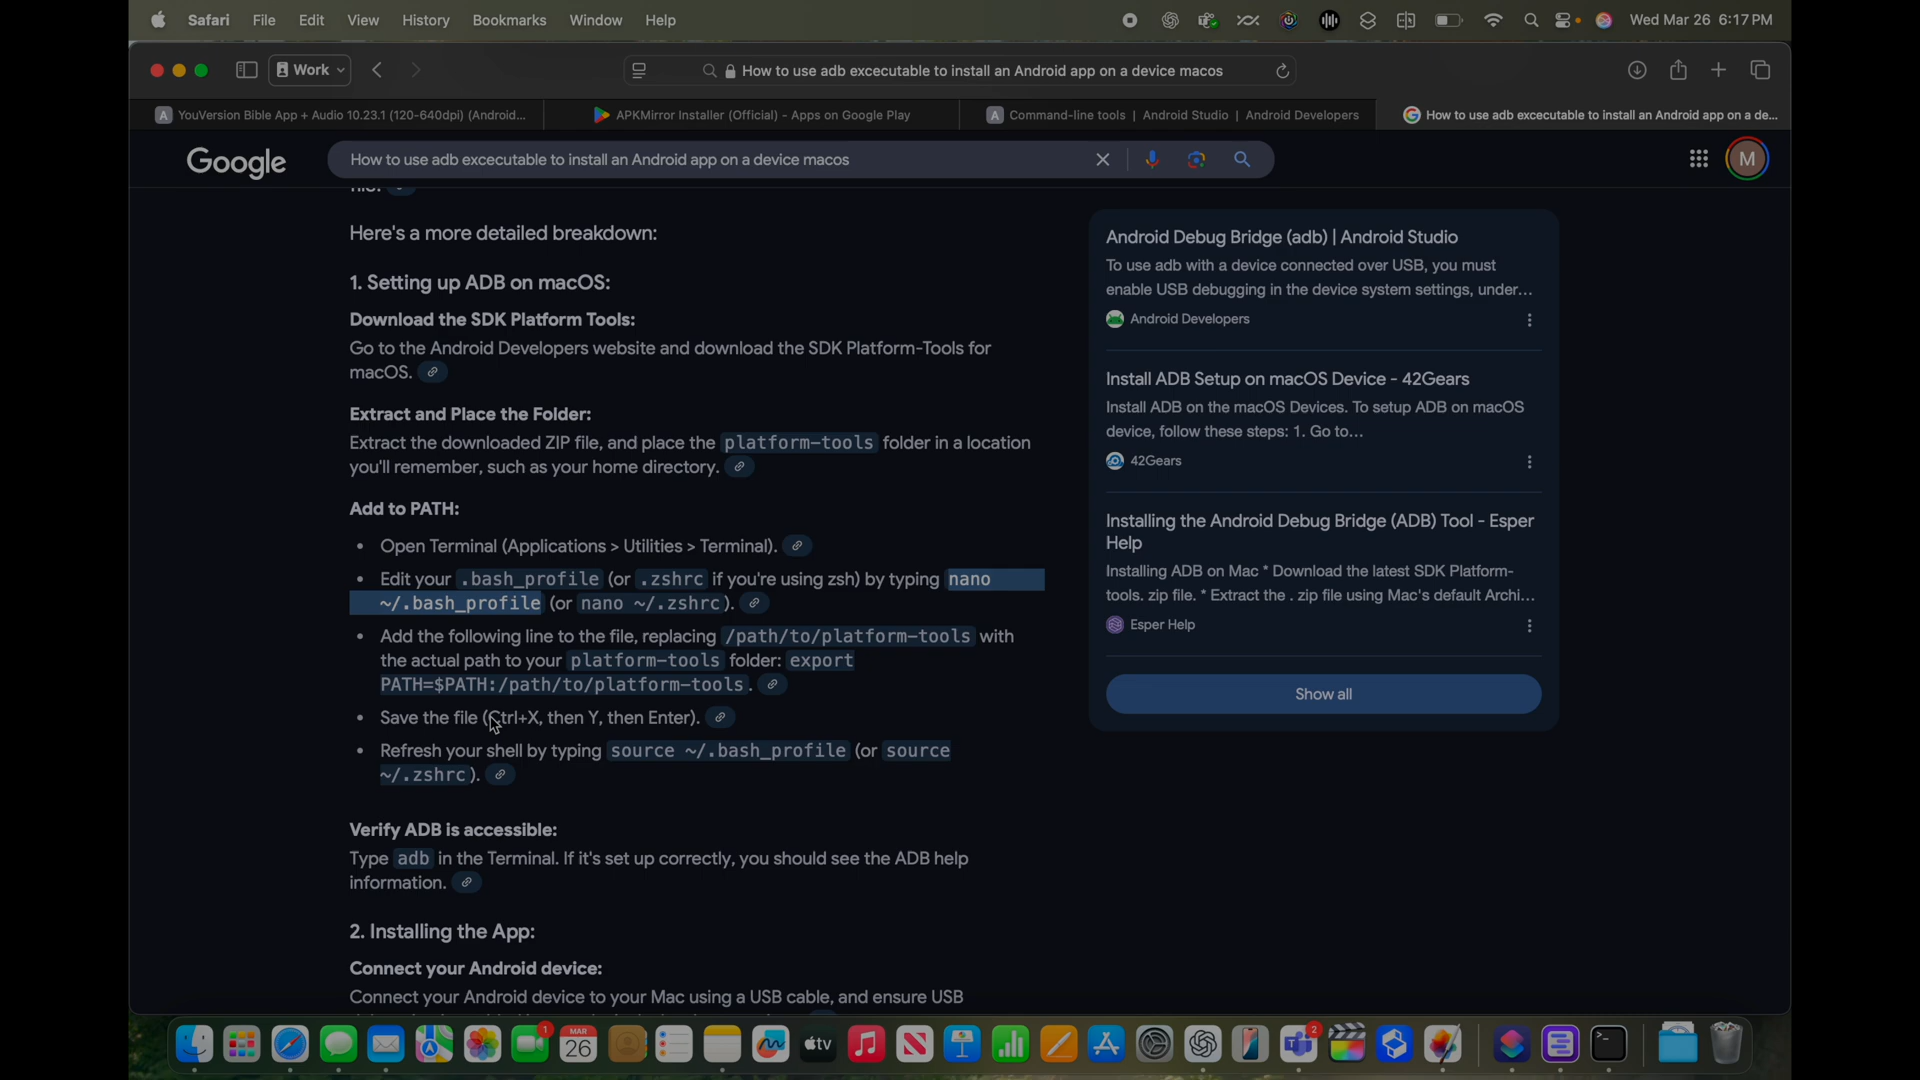 Safari File Edit View History Bookmarks Window Help Wed Mar 26 6:17 PM
Work
How to use adb excecutable to install an Android app on a device macos
YouVersion Bible App + Audio 10.23.1 (120-640dpi) (Android...
APKMirror Installer (Official) - Apps on Google Play
Command-line tools | Android Studio | Android Developers
How to use adb excecutable to install an Android app on a de...
Google
How to use adb excecutable to install an Android app on a device macos
M
Here's a more detailed breakdown:
1. Setting up ADB on macOS:
Download the SDK Platform Tools:
Go to the Android Developers website and download the SDK Platform-Tools for
macOS.
Extract and Place the Folder:
Extract the downloaded ZIP file, and place the platform-tools folder in a location
you'll remember, such as your home directory.
Add to PATH:
• Open Terminal (Applications > Utilities > Terminal).
• Edit your .bash_profile (or .zshrc if you're using zsh) by typing nano
~/.bash_profile (or nano ~/.zshrc).
• Add the following line to the file, replacing /path/to/platform-tools with
the actual path to your platform-tools folder: export
PATH=$PATH:/path/to/platform-tools.
• Save the file (Ctrl+X, then Y, then Enter).
• Refresh your shell by typing source ~/.bash_profile (or source
~/.zshrc).
Verify ADB is accessible:
Type adb in the Terminal. If it's set up correctly, you should see the ADB help
information.
2. Installing the App:
Connect your Android device:
Connect your Android device to your Mac using a USB cable, and ensure USB
Android Debug Bridge (adb) | Android Studio
To use adb with a device connected over USB, you must
enable USB debugging in the device system settings, under...
Android Developers
Install ADB Setup on macOS Device - 42Gears
Install ADB on the macOS Devices. To setup ADB on macOS
device, follow these steps: 1. Go to...
42Gears
Installing the Android Debug Bridge (ADB) Tool - Esper
Help
Installing ADB on Mac * Download the latest SDK Platform-
tools. zip file. * Extract the . zip file using Mac's default Archi...
Esper Help
Show all
1
MAR
26
tv
2